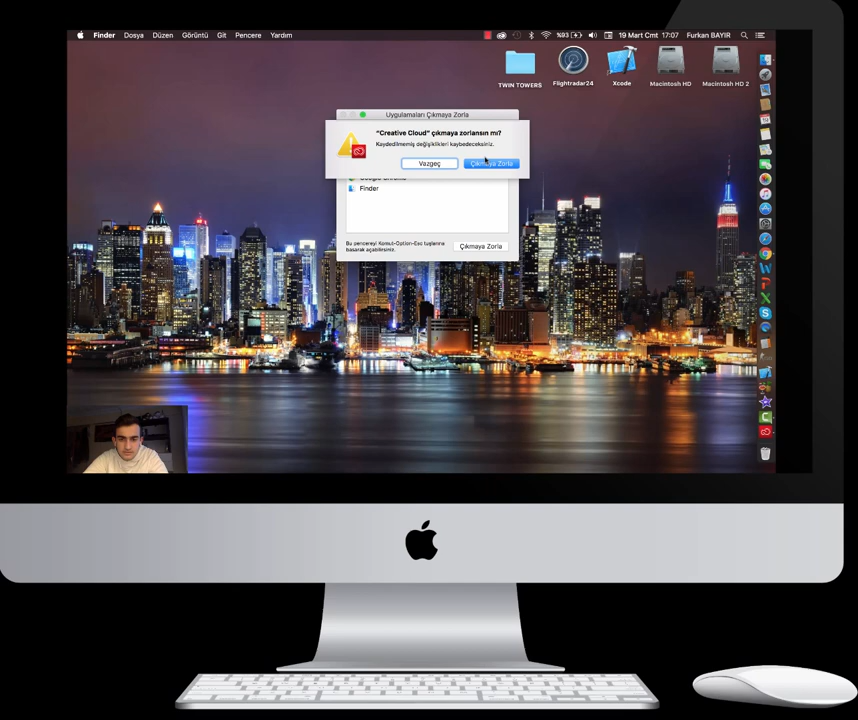 Finder Dosya Düzen Görüntü Git Pencere Yardım
%93 19 Mart Cmt 17:07 Furkan BAYIR
TWIN TOWERS
Flightradar24
Xcode
Macintosh HD
Macintosh HD 2
Uygulamaları Çıkmaya Zorla
“Creative Cloud” çıkmaya zorlansın mı?
Kaydedilmemiş değişiklikleri kaybedeceksiniz.
Vazgeç
Çıkmaya Zorla
Finder
Bu pencereyi Komut-Option-Esc tuşlarına
basarak açabilirsiniz.
Çıkmaya Zorla